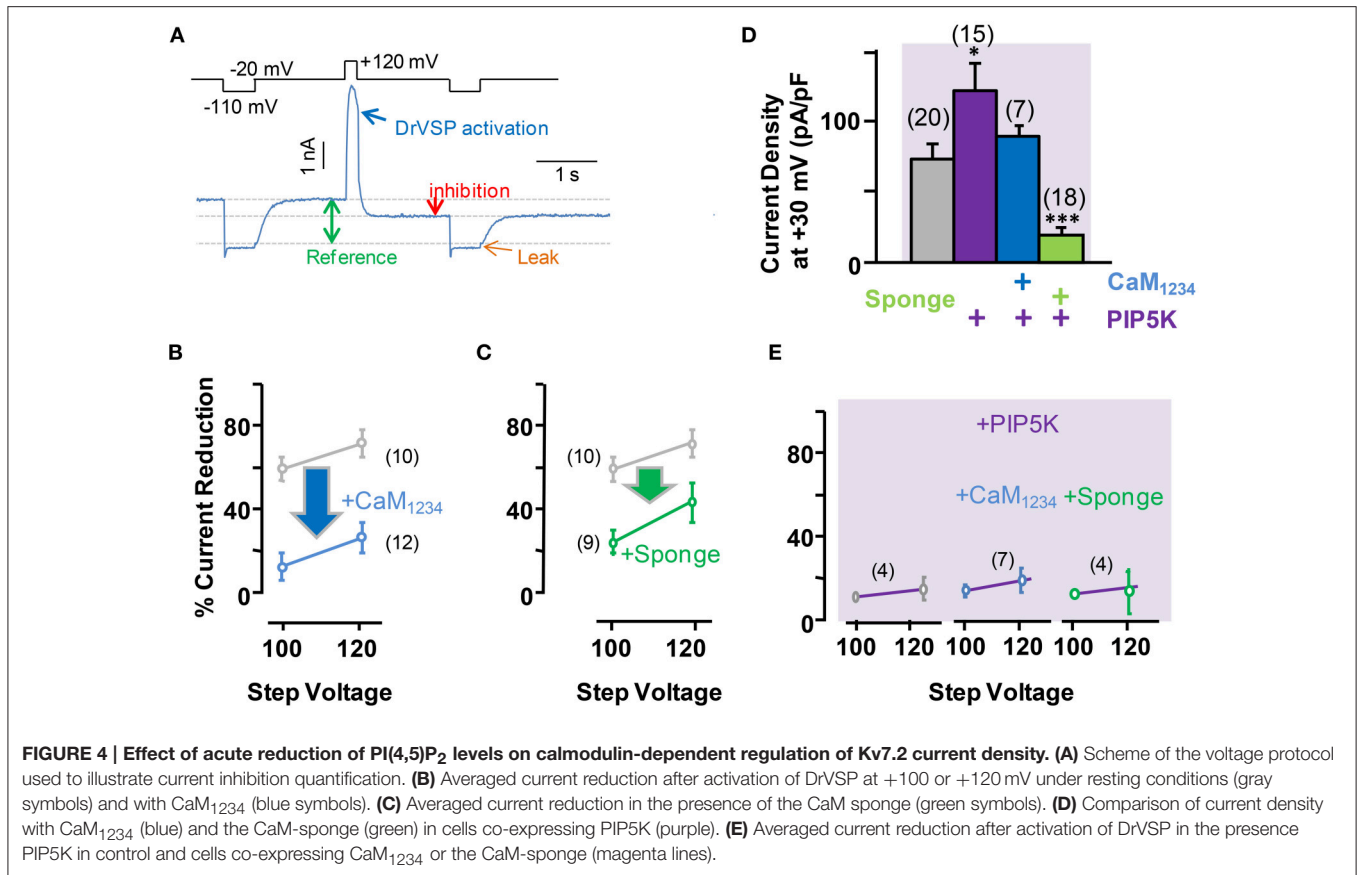 A
-20 mV
+120 mV
-110 mV
DrVSP activation
1 nA
1 s
inhibition
Reference
Leak
D
Current Density
at +30 mV (pA/pF)
100
0
(20)
(15)
*
(7)
(18)
***
+ CaM1234
Sponge +
+ + + PIP5K
B
% Current Reduction
80
40
0
(10)
+CaM1234
(12)
100 120
Step Voltage
C
80
40
0
(10)
(9)
+Sponge
100 120
Step Voltage
E
80
40
0
+PIP5K
+CaM1234 +Sponge
(4) (7) (4)
100 120 100 120 100 120
Step Voltage
FIGURE 4 | Effect of acute reduction of PI(4,5)P2 levels on calmodulin-dependent regulation of Kv7.2 current density. (A) Scheme of the voltage protocol
used to illustrate current inhibition quantification. (B) Averaged current reduction after activation of DrVSP at +100 or +120 mV under resting conditions (gray
symbols) and with CaM1234 (blue symbols). (C) Averaged current reduction in the presence of the CaM sponge (green symbols). (D) Comparison of current density
with CaM1234 (blue) and the CaM-sponge (green) in cells co-expressing PIP5K (purple). (E) Averaged current reduction after activation of DrVSP in the presence
PIP5K in control and cells co-expressing CaM1234 or the CaM-sponge (magenta lines).